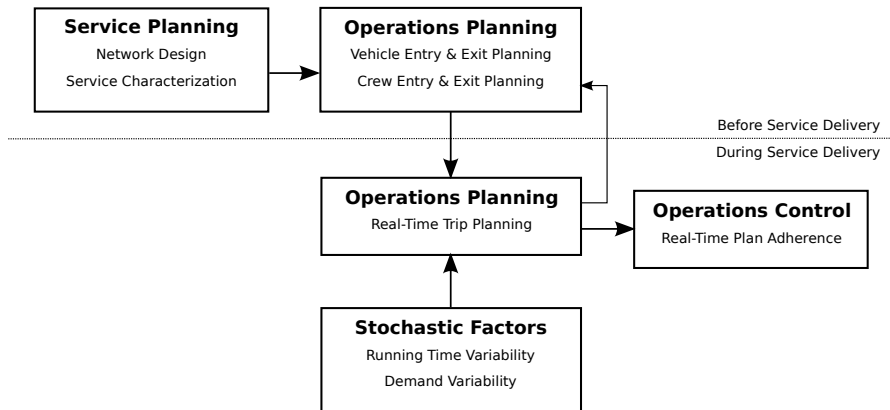 Service Planning
Network Design
Service Characterization
Operations Planning
Vehicle Entry & Exit Planning
Crew Entry & Exit Planning
Before Service Delivery
During Service Delivery
Operations Planning
Real-Time Trip Planning
Operations Control
Real-Time Plan Adherence
Stochastic Factors
Running Time Variability
Demand Variability